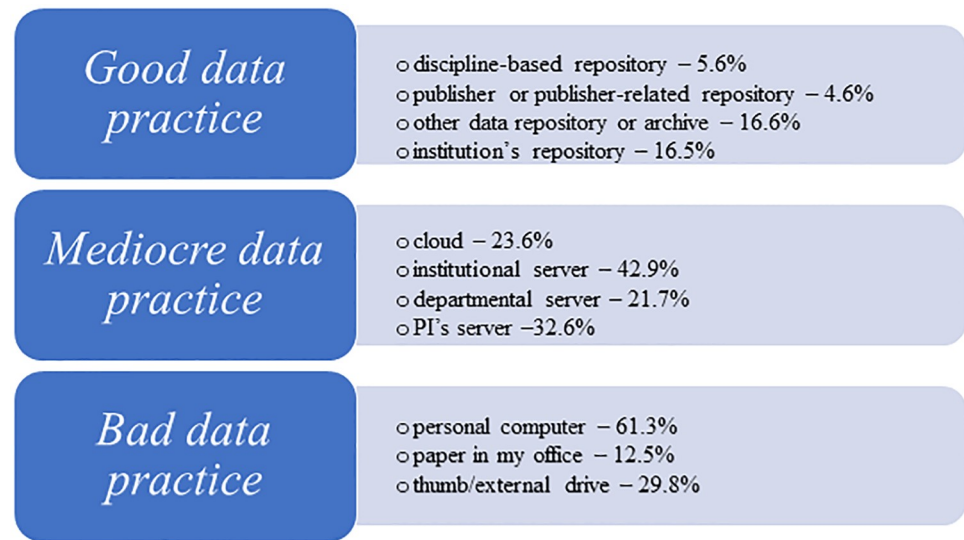 Good data
practice
o discipline-based repository – 5.6%
o publisher or publisher-related repository – 4.6%
o other data repository or archive – 16.6%
o institution’s repository – 16.5%
Mediocre data
practice
o cloud – 23.6%
o institutional server – 42.9%
o departmental server – 21.7%
o PI’s server –32.6%
Bad data
practice
o personal computer – 61.3%
o paper in my office – 12.5%
o thumb/external drive – 29.8%